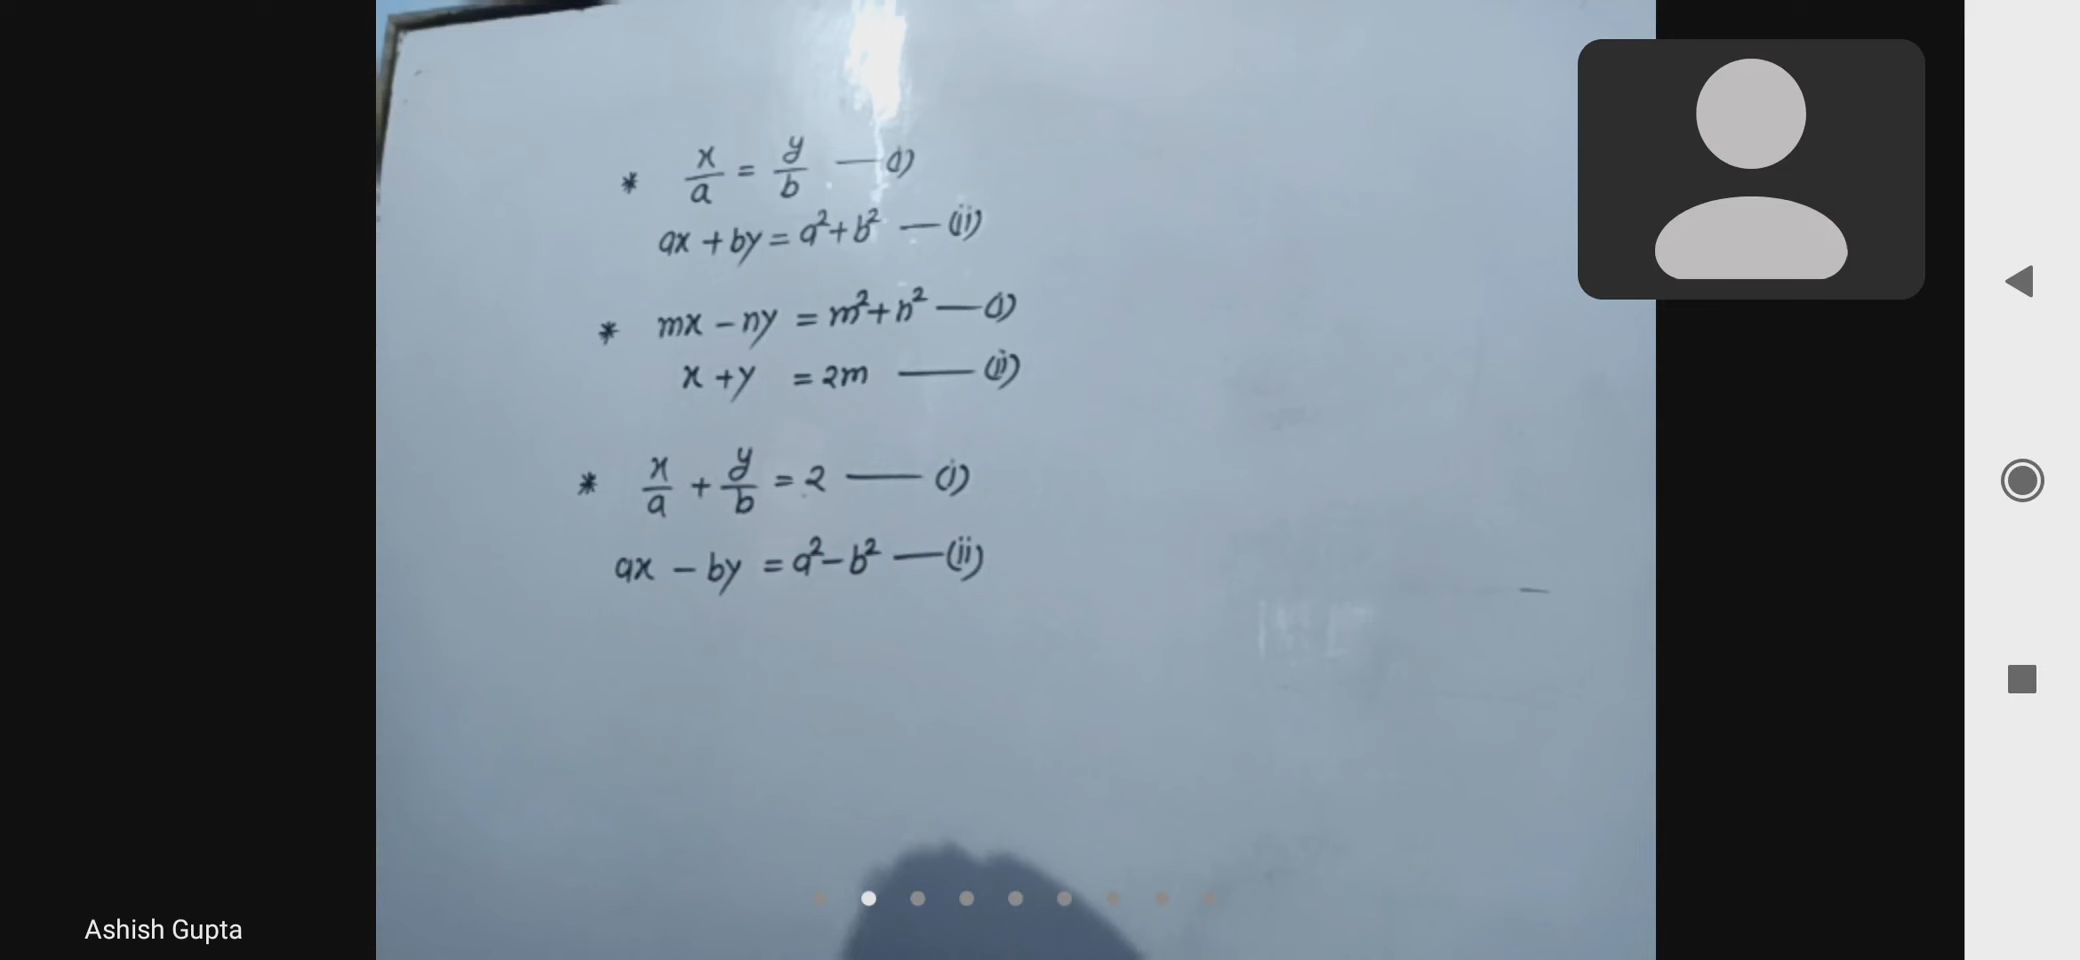 * x/a = y/b —(i)
ax + by = a²+b² —(ii)
* mx – ny = m²+n² —(i)
x + y = 2m —(ii)
* x/a + y/b = 2 —(i)
ax – by = a²–b² —(ii)
Ashish Gupta